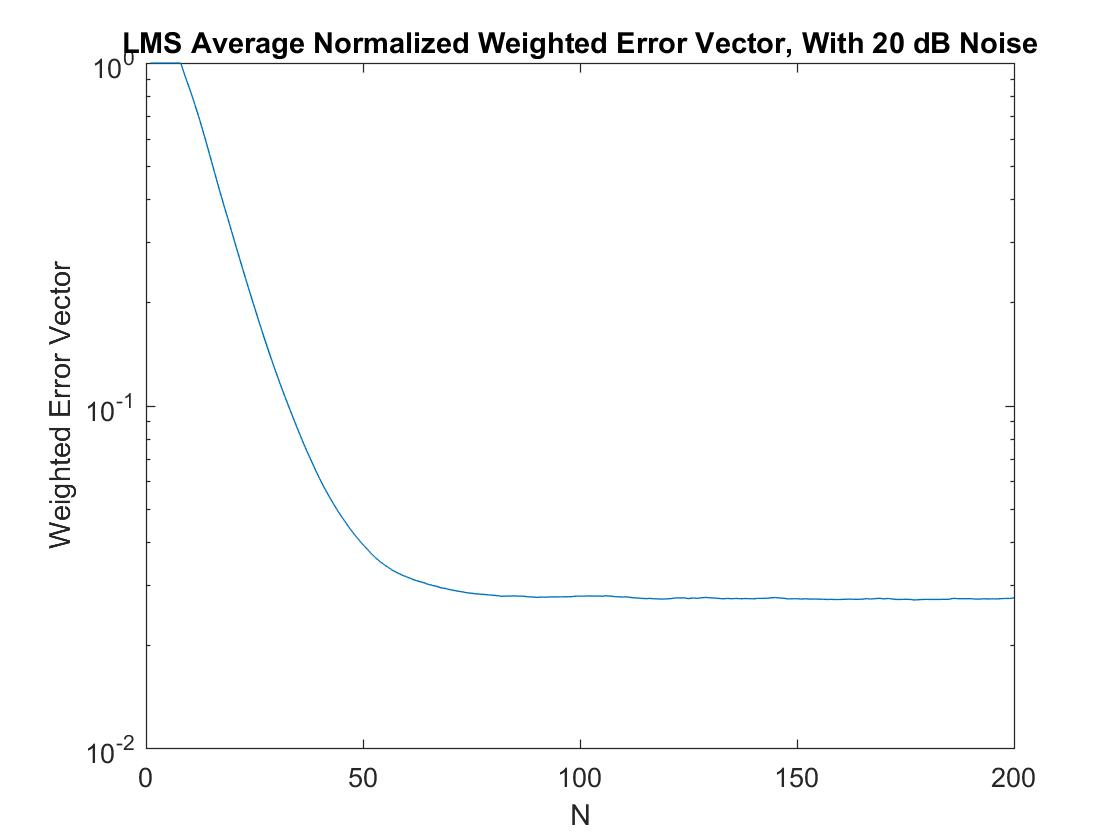 LMS Average Normalized Weighted Error Vector, With 20 dB Noise
10^0
10^-1
10^-2
Weighted Error Vector
0 50 100 150 200
N